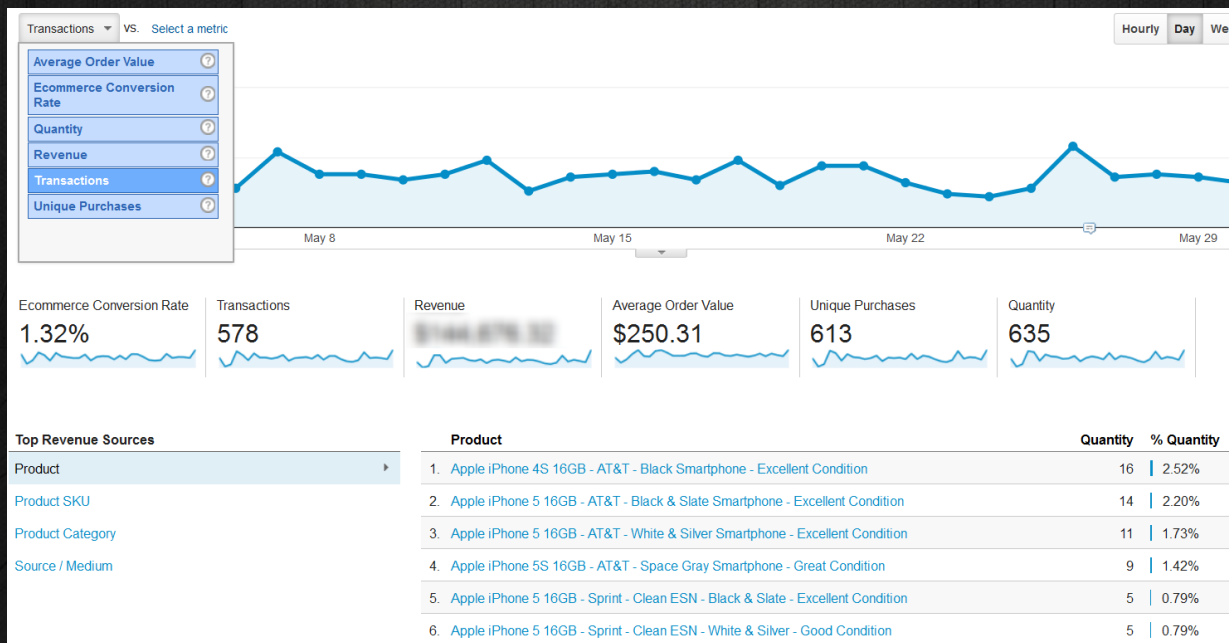 Transactions vs. Select a metric
Hourly Day We
Average Order Value ?
Ecommerce Conversion
Rate ?
Quantity ?
Revenue ?
Transactions ?
Unique Purchases ?
May 8 May 15 May 22 May 29
Ecommerce Conversion Rate Transactions Revenue Average Order Value Unique Purchases Quantity
1.32% 578 $250.31 613 635
Top Revenue Sources
Product
Product SKU
Product Category
Source / Medium
Product Quantity % Quantity
1. Apple iPhone 4S 16GB - AT&T - Black Smartphone - Excellent Condition 16 2.52%
2. Apple iPhone 5 16GB - AT&T - Black & Slate Smartphone - Excellent Condition 14 2.20%
3. Apple iPhone 5 16GB - AT&T - White & Silver Smartphone - Excellent Condition 11 1.73%
4. Apple iPhone 5S 16GB - AT&T - Space Gray Smartphone - Great Condition 9 1.42%
5. Apple iPhone 5 16GB - Sprint - Clean ESN - Black & Slate - Excellent Condition 5 0.79%
6. Apple iPhone 5 16GB - Sprint - Clean ESN - White & Silver - Good Condition 5 0.79%